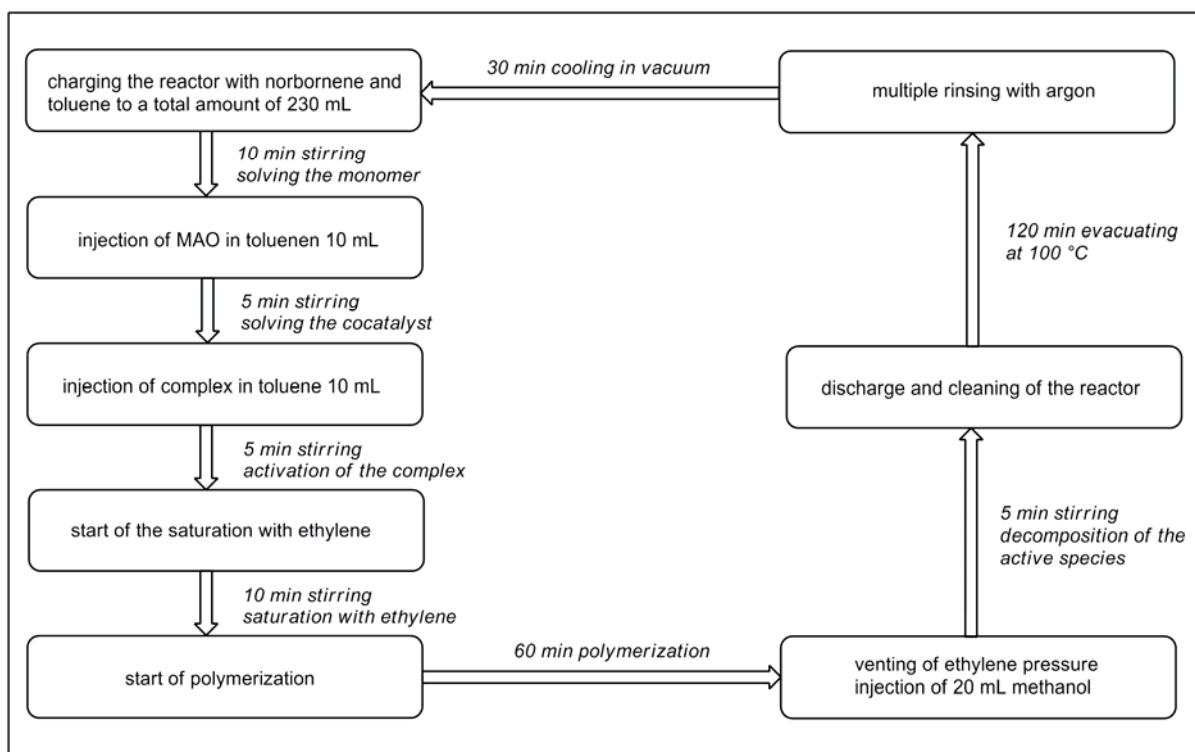 charging the reactor with norbornene and
toluene to a total amount of 230 mL
30 min cooling in vacuum
multiple rinsing with argon
10 min stirring
solving the monomer
injection of MAO in toluenen 10 mL
120 min evacuating
at 100 °C
5 min stirring
solving the cocatalyst
injection of complex in toluene 10 mL
discharge and cleaning of the reactor
5 min stirring
activation of the complex
start of the saturation with ethylene
5 min stirring
decomposition of the
active species
10 min stirring
saturation with ethylene
start of polymerization
60 min polymerization
venting of ethylene pressure
injection of 20 mL methanol